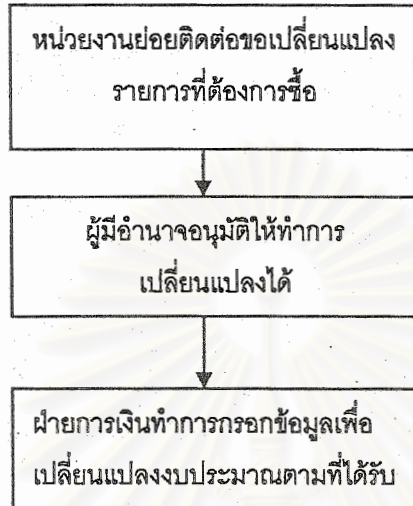 หน่วยงานย่อยติดต่อขอเปลี่ยนแปลง
รายการที่ต้องการซื้อ
ผู้มีอำนาจอนุมัติให้ทำการ
เปลี่ยนแปลงได้
ฝ่ายการเงินทำการกรอกข้อมูลเพื่อ
เปลี่ยนแปลงงบประมาณตามที่ได้รับ